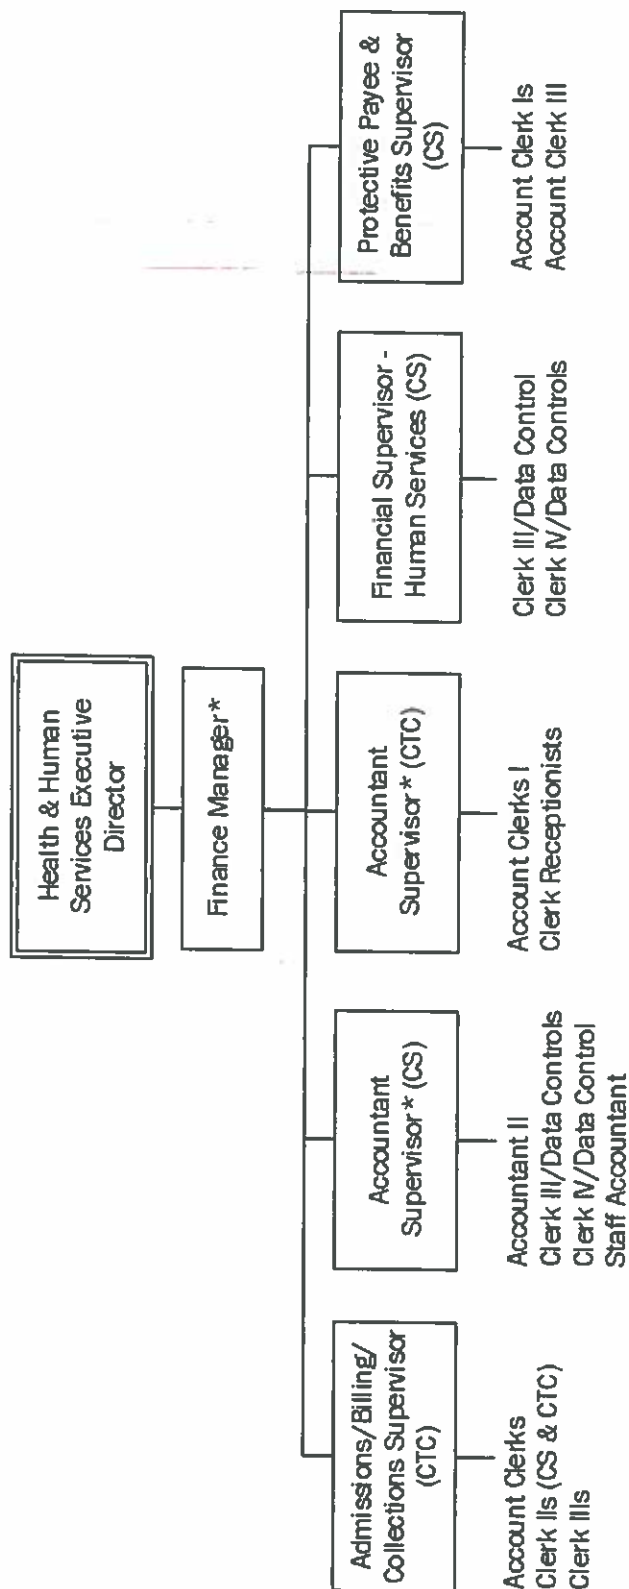 Health & Human
Services Executive
Director
Finance Manager*
Admissions/Billing/
Collections Supervisor
(CTC)
Account Clerks
Clerk IIs (CS & CTC)
Clerk IIIs
Accountant
Supervisor* (CS)
Accountant II
Clerk III/Data Controls
Clerk IV/Data Control
Staff Accountant
Accountant
Supervisor* (CTC)
Account Clerks I
Clerk Receptionists
Financial Supervisor -
Human Services (CS)
Clerk III/Data Control
Clerk IV/Data Controls
Protective Payee &
Benefits Supervisor
(CS)
Account Clerk Is
Account Clerk III